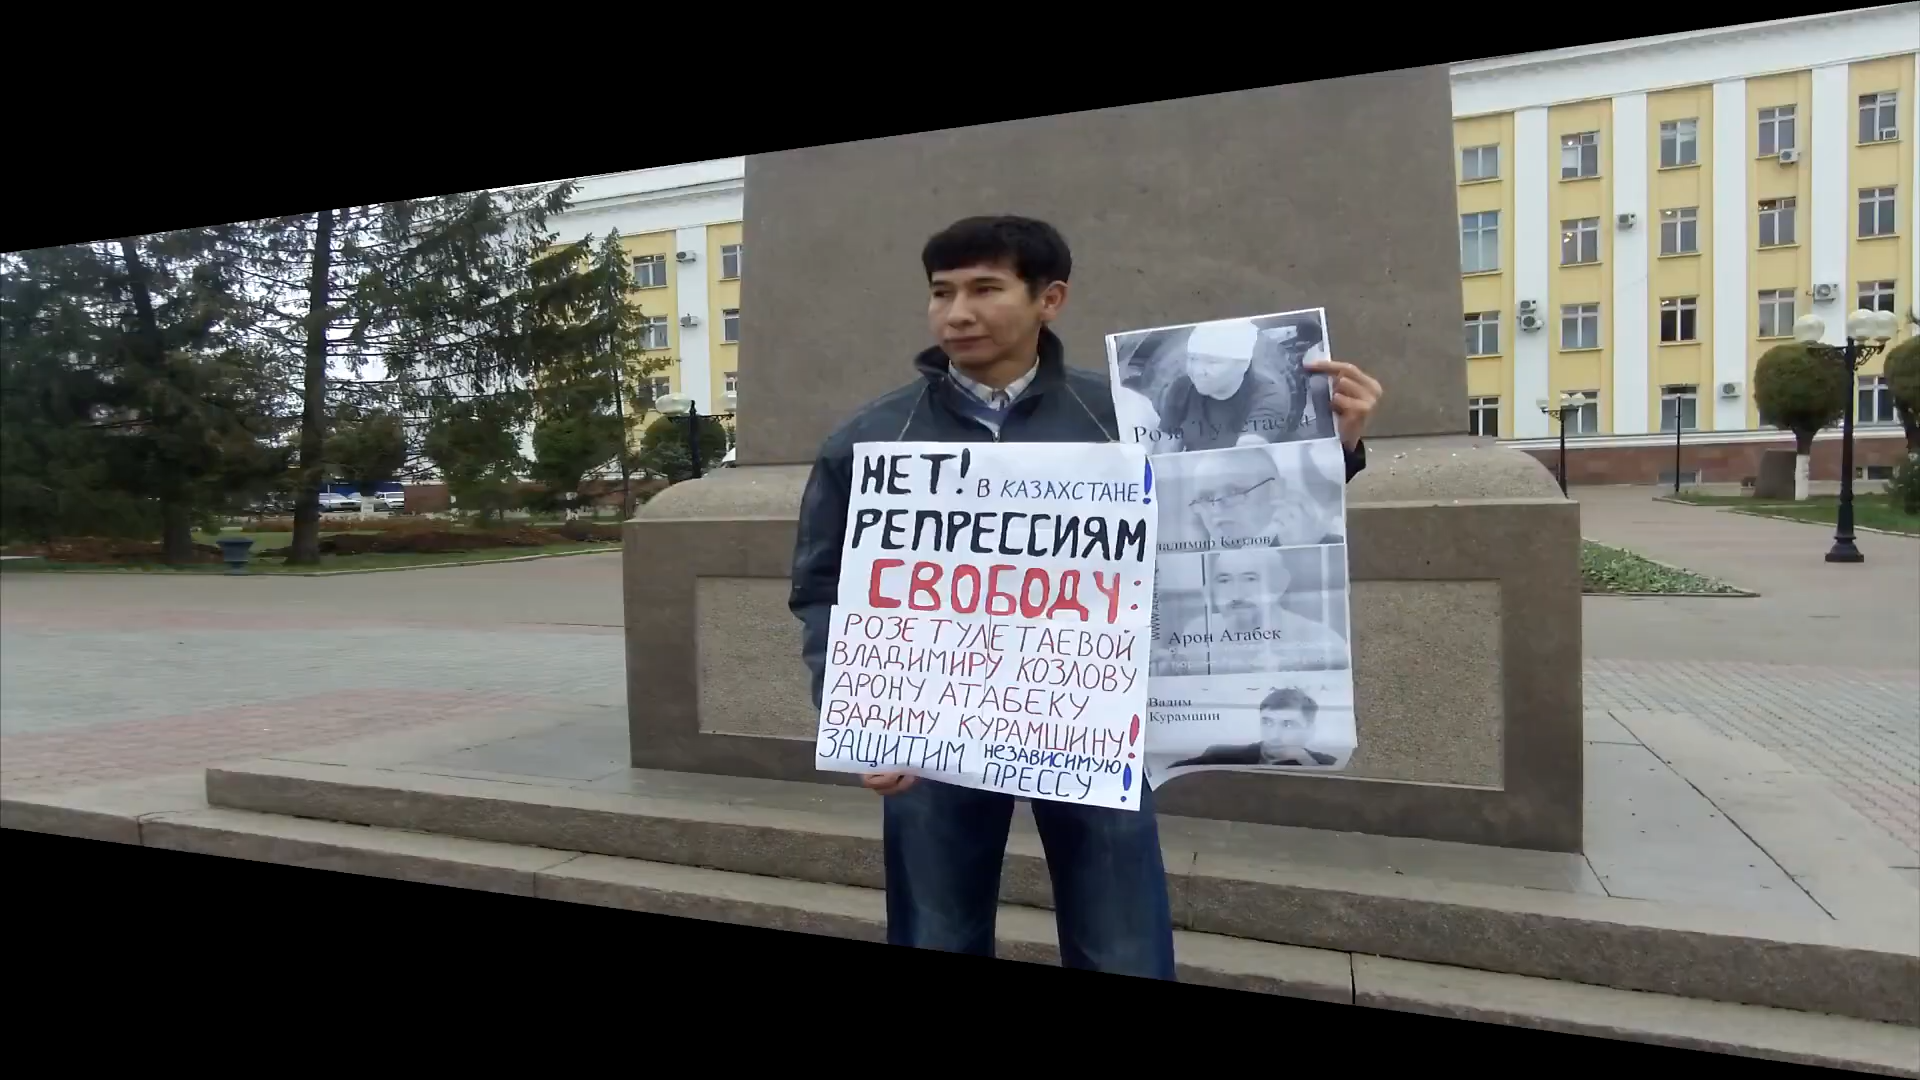 НЕТ! В КАЗАХСТАНЕ!
РЕПРЕССИЯМ
СВОБОДУ:
РОЗЕ ТУЛЕТАЕВОЙ
ВЛАДИМИРУ КОЗЛОВУ
АРОНУ АТАБЕКУ
ВАДИМУ КУРАМШИНУ!
ЗАЩИТИМ НЕЗАВИСИМУЮ
ПРЕССУ!
Роза Тулетаева
Владимир Козлов
Арон Атабек
Вадим
Курамшин